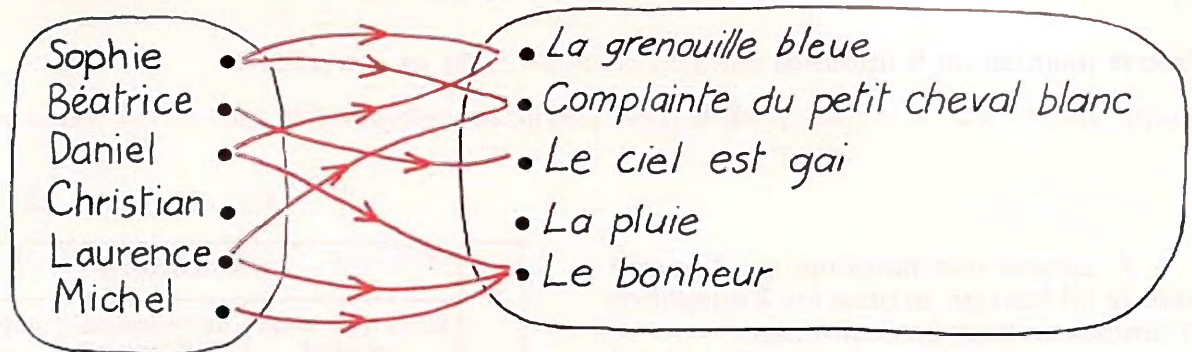 Sophie
Béatrice
Daniel
Christian
Laurence
Michel
La grenouille bleue
Complainte du petit cheval blanc
Le ciel est gai
La pluie
Le bonheur